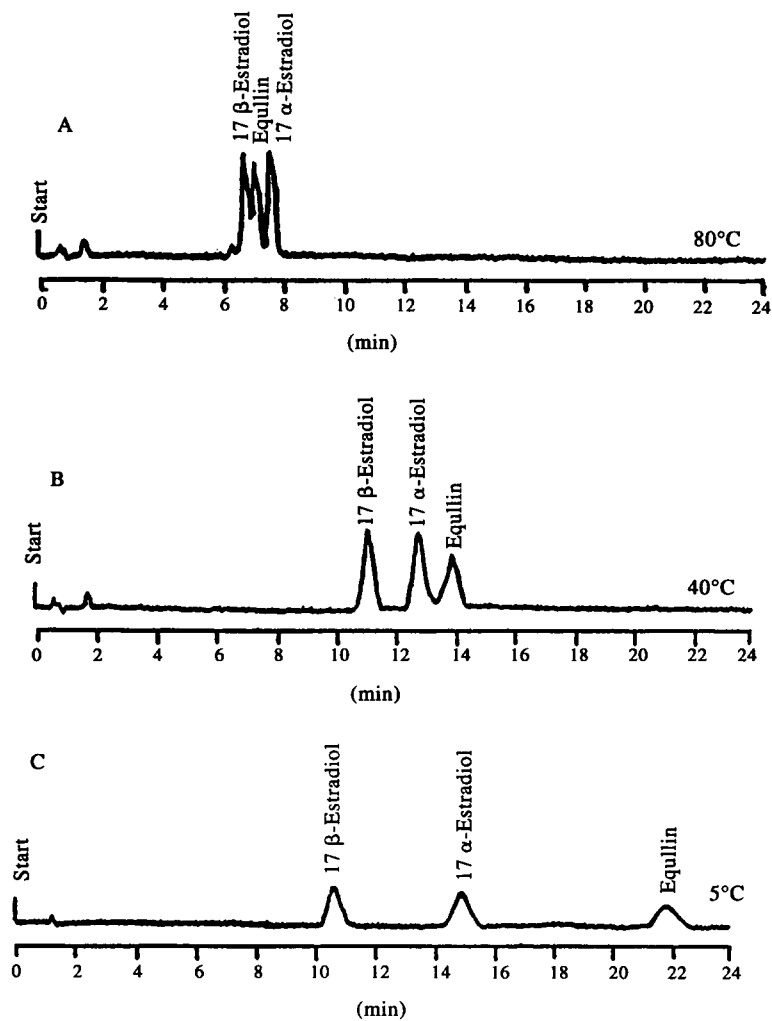 A
Start
17 β-Estradiol
Equllin
17 α-Estradiol
80°C
0 2 4 6 8 10 12 14 16 18 20 22 24
(min)
B
Start
17 β-Estradiol
17 α-Estradiol
Equllin
40°C
0 2 4 6 8 10 12 14 16 18 20 22 24
(min)
C
Start
17 β-Estradiol
17 α-Estradiol
Equllin
5°C
0 2 4 6 8 10 12 14 16 18 20 22 24
(min)